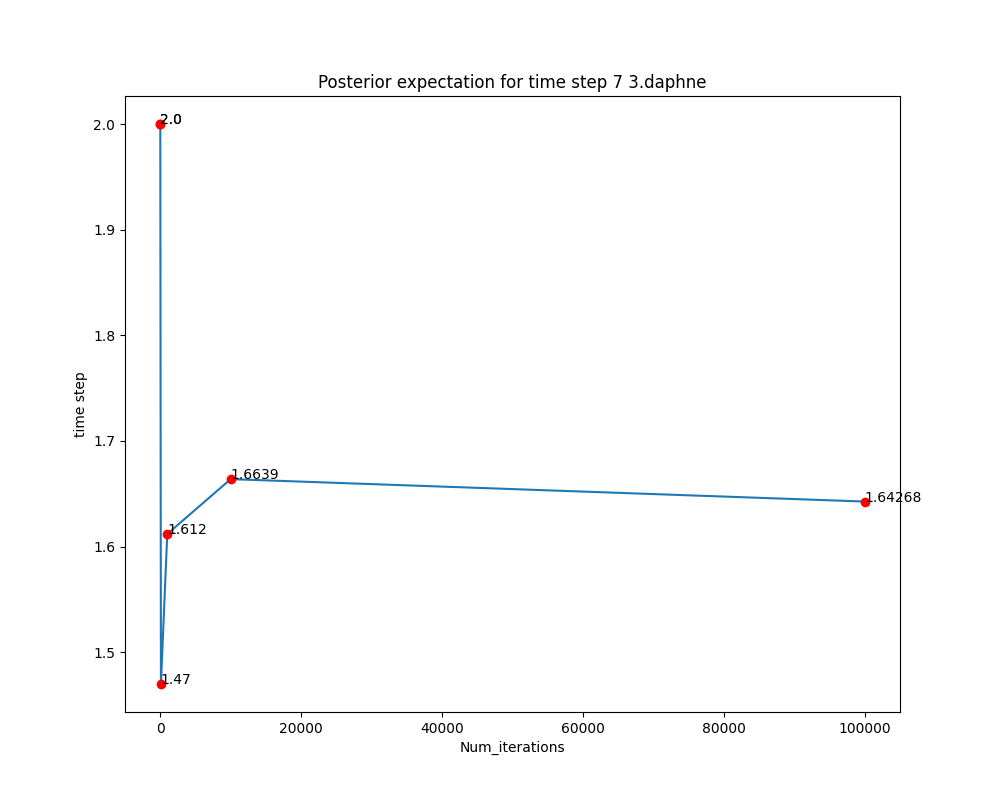 Posterior expectation for time step 7 3.daphne
2.0
2.0
1.9
1.8
1.7
1.6
1.5
time step
1.6639
1.64268
1.612
1.47
0 20000 40000 60000 80000 100000
Num_iterations